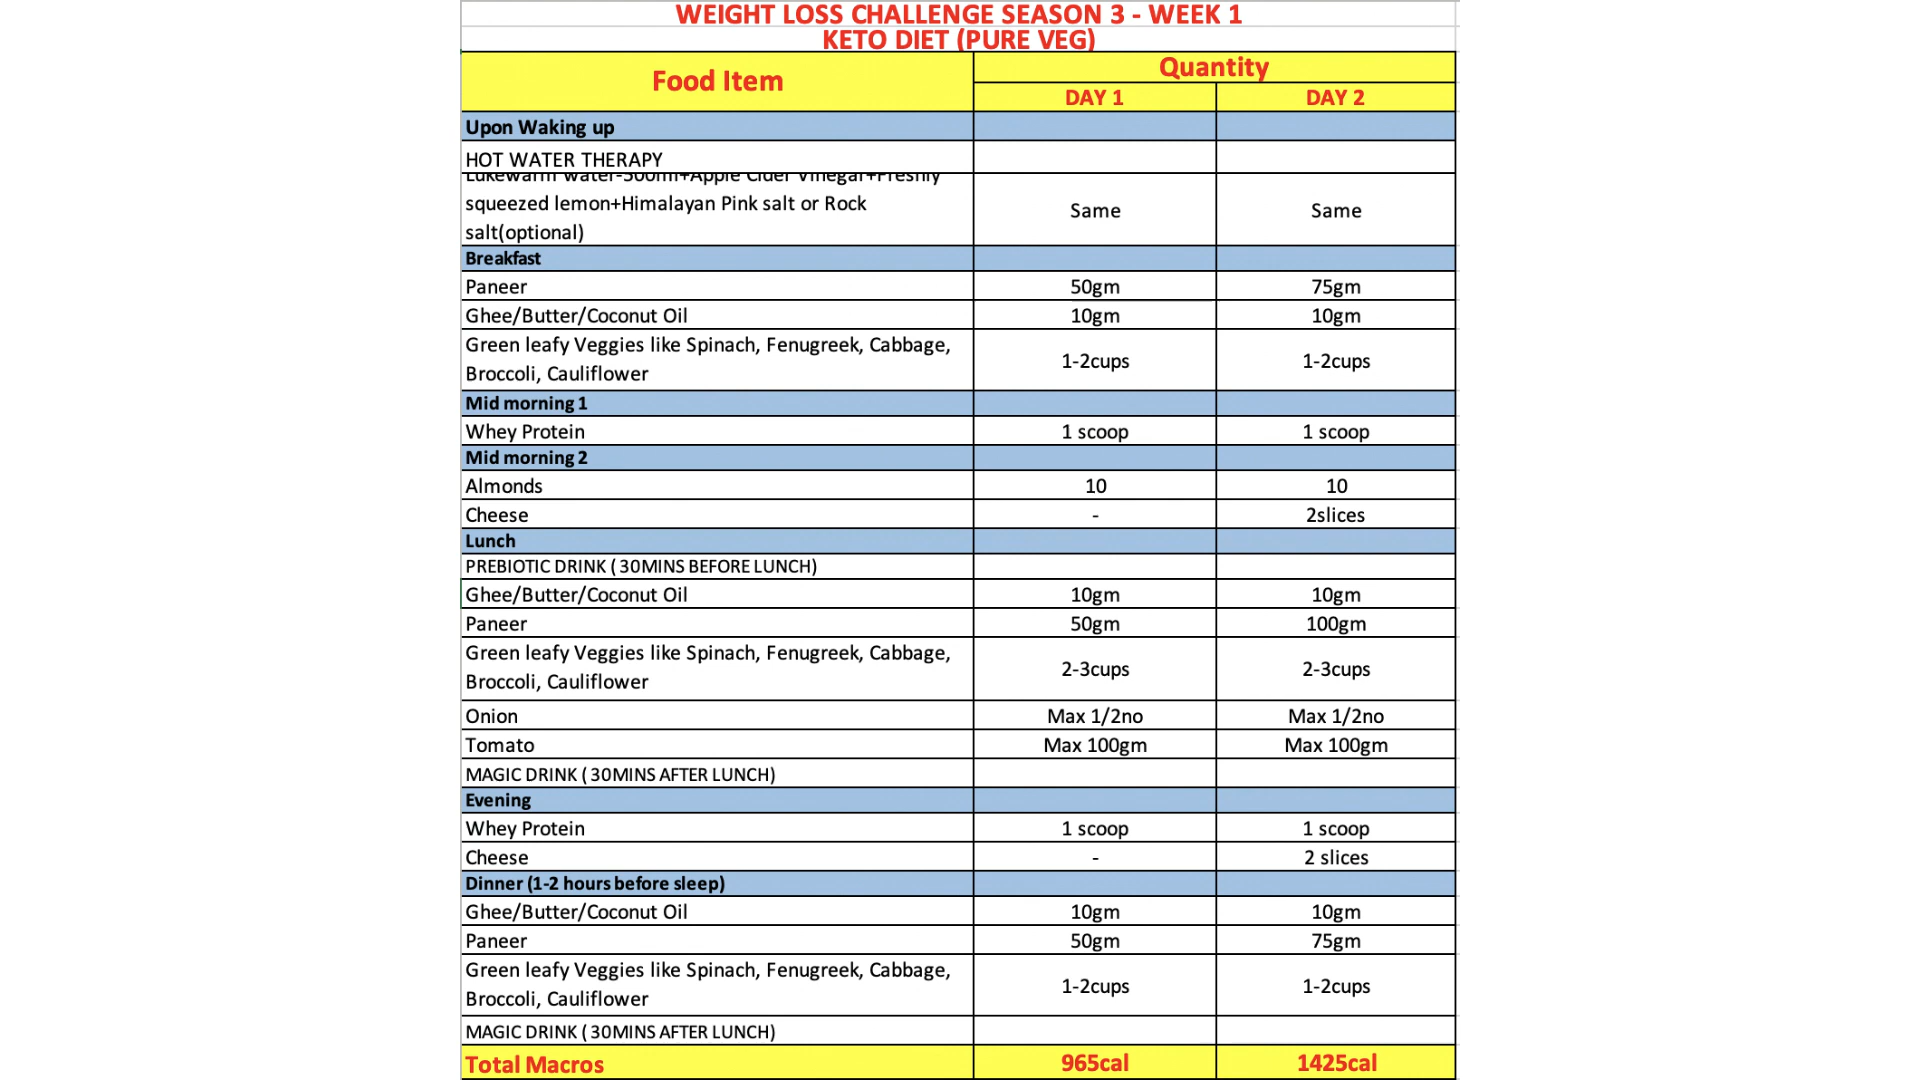 WEIGHT LOSS CHALLENGE SEASON 3 - WEEK 1
KETO DIET (PURE VEG)
Food Item
Quantity
DAY 1 DAY 2
Upon Waking up
HOT WATER THERAPY
Lukewarm water-500ml+Apple Cider Vinegar+Freshly
squeezed lemon+Himalayan Pink salt or Rock
salt(optional)
Same Same
Breakfast
Paneer 50gm 75gm
Ghee/Butter/Coconut Oil 10gm 10gm
Green leafy Veggies like Spinach, Fenugreek, Cabbage,
Broccoli, Cauliflower
1-2cups 1-2cups
Mid morning 1
Whey Protein 1 scoop 1 scoop
Mid morning 2
Almonds 10 10
Cheese - 2slices
Lunch
PREBIOTIC DRINK ( 30MINS BEFORE LUNCH)
Ghee/Butter/Coconut Oil 10gm 10gm
Paneer 50gm 100gm
Green leafy Veggies like Spinach, Fenugreek, Cabbage,
Broccoli, Cauliflower
2-3cups 2-3cups
Onion Max 1/2no Max 1/2no
Tomato Max 100gm Max 100gm
MAGIC DRINK ( 30MINS AFTER LUNCH)
Evening
Whey Protein 1 scoop 1 scoop
Cheese - 2 slices
Dinner (1-2 hours before sleep)
Ghee/Butter/Coconut Oil 10gm 10gm
Paneer 50gm 75gm
Green leafy Veggies like Spinach, Fenugreek, Cabbage,
Broccoli, Cauliflower
1-2cups 1-2cups
MAGIC DRINK ( 30MINS AFTER LUNCH)
Total Macros 965cal 1425cal